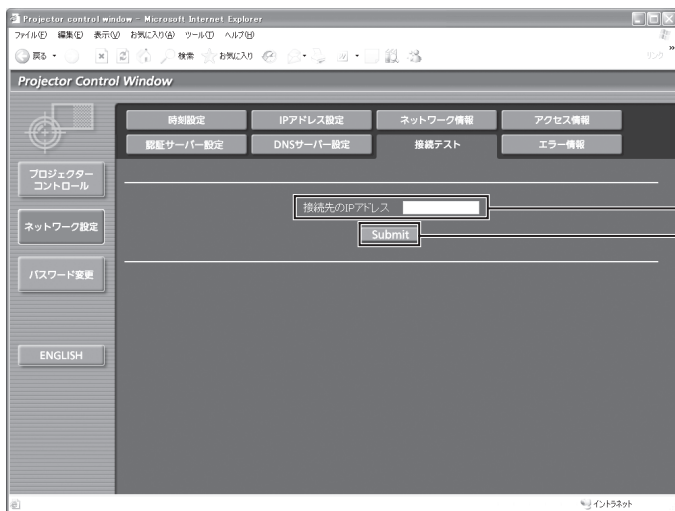 Projector control window - Microsoft Internet Explorer
ファイル(F) 編集(E) 表示(V) お気に入り(A) ツール(T) ヘルプ(H)
戻る 検索 お気に入り リンク »
Projector Control Window
時刻設定 IPアドレス設定 ネットワーク情報 アクセス情報
認証サーバー設定 DNSサーバー設定 接続テスト エラー情報
プロジェクター
コントロール
接続先のIPアドレス
Submit
ネットワーク設定
パスワード変更
ENGLISH
イントラネット